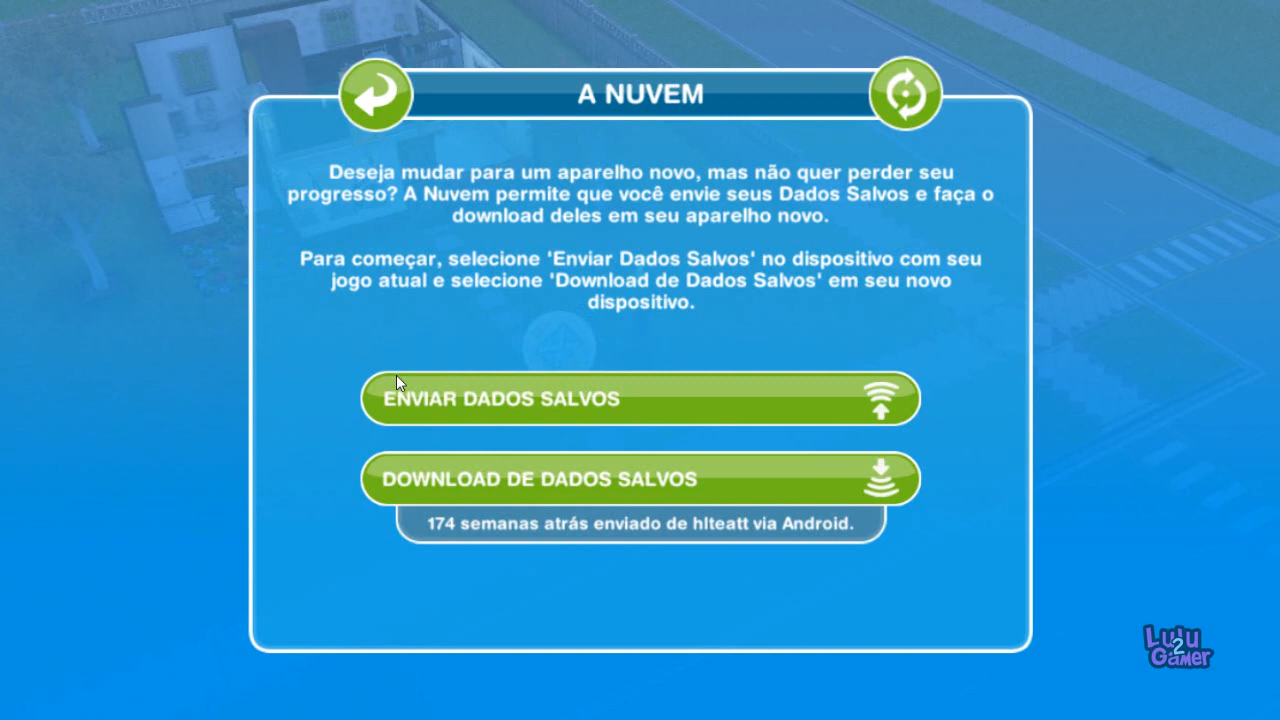 A NUVEM
Deseja mudar para um aparelho novo, mas não quer perder seu
progresso? A Nuvem permite que você envie seus Dados Salvos e faça o
download deles em seu aparelho novo.
Para começar, selecione 'Enviar Dados Salvos' no dispositivo com seu
jogo atual e selecione 'Download de Dados Salvos' em seu novo
dispositivo.
ENVIAR DADOS SALVOS
DOWNLOAD DE DADOS SALVOS
174 semanas atrás enviado de hlteatt via Android.
Lulu
2
Gamer